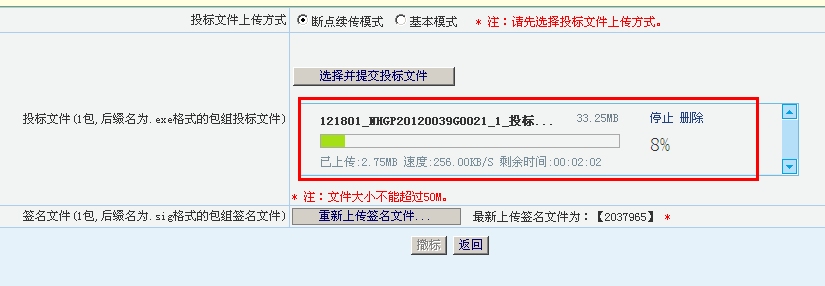 投标文件上传方式 断点续传模式 基本模式 * 注：请先选择投标文件上传方式。
选择并提交投标文件
投标文件(1包,后缀名为.exe格式的包组投标文件)
121801_NHGP20120039G0021_1_投标... 33.25MB 停止 删除
8%
已上传:2.75MB 速度:256.00KB/S 剩余时间:00:02:02
* 注：文件大小不能超过50M。
签名文件(1包,后缀名为.sig格式的包组签名文件) 重新上传签名文件... 最新上传签名文件为：【2037965】 *
撤标 返回